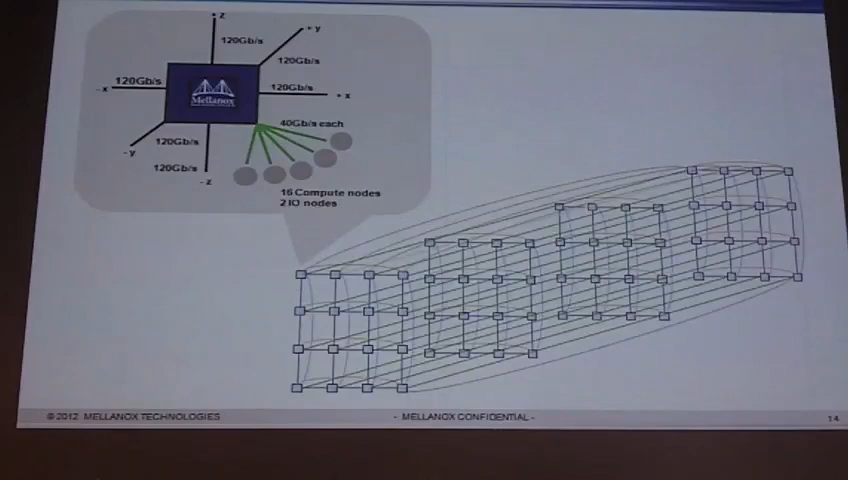 + z
120Gb/s
+ y
120Gb/s
120Gb/s
120Gb/s
- x
Mellanox
+ x
40Gb/s each
120Gb/s
- y
120Gb/s
- z
16 Compute nodes
2 IO nodes
© 2012 MELLANOX TECHNOLOGIES
- MELLANOX CONFIDENTIAL -
14